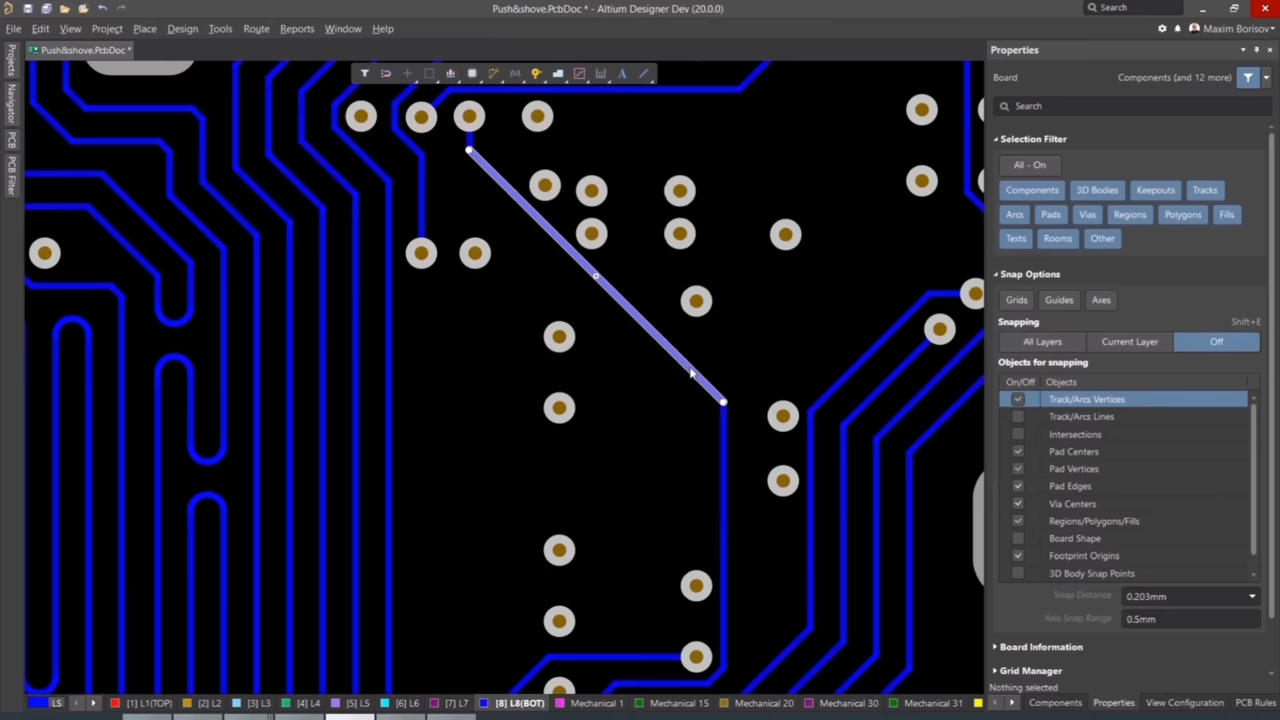 Push&shove.PcbDoc * - Altium Designer Dev (20.0.0)
Search
File Edit View Project Place Design Tools Route Reports Window Help
Maxim Borisov
Projects
Navigator
PCB
PCB Filter
Push&shove.PcbDoc *
Properties
Board
Components (and 12 more)
Search
Selection Filter
All - On
Components 3D Bodies Keepouts Tracks
Arcs Pads Vias Regions Polygons Fills
Texts Rooms Other
Snap Options
Grids Guides Axes
Snapping Shift+E
All Layers Current Layer Off
Objects for snapping
On/Off Objects
Track/Arcs Vertices
Track/Arcs Lines
Intersections
Pad Centers
Pad Vertices
Pad Edges
Via Centers
Regions/Polygons/Fills
Board Shape
Footprint Origins
3D Body Snap Points
Snap Distance 0.203mm
Axis Snap Range 0.5mm
Board Information
Grid Manager
Nothing selected
LS [1] L1(TOP) [2] L2 [3] L3 [4] L4 [5] L5 [6] L6 [7] L7 [8] L8(BOT) Mechanical 1 Mechanical 15 Mechanical 20 Mechanical 30 Mechanical 31
Components Properties View Configuration PCB Rules